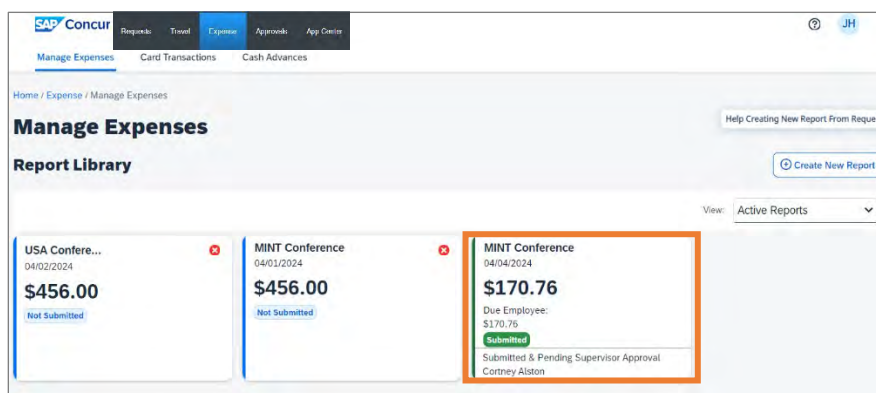 SAP Concur
Requests Travel Expense Approvals App Center
JH
Manage Expenses Card Transactions Cash Advances
Home / Expense / Manage Expenses
Manage Expenses
Help Creating New Report From Reque
Report Library
Create New Report
View: Active Reports
USA Confere...
04/02/2024
$456.00
Not Submitted
MINT Conference
04/01/2024
$456.00
Not Submitted
MINT Conference
04/04/2024
$170.76
Due Employee:
$170.76
Submitted
Submitted & Pending Supervisor Approval
Cortney Alston